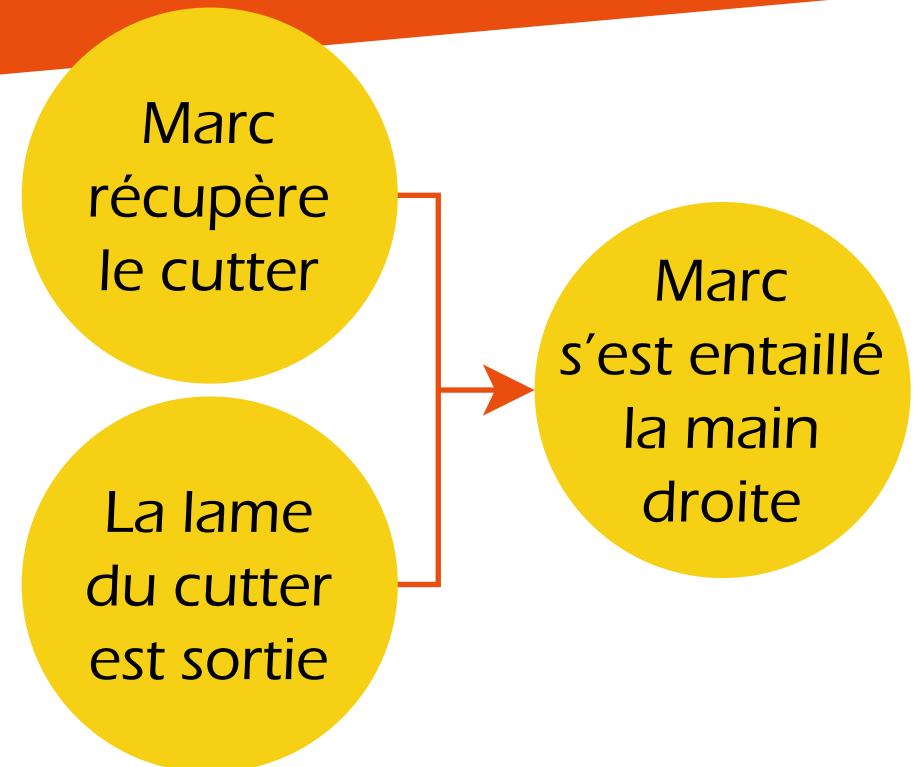 Marc
récupère
le cutter
Marc
s’est entaillé
la main
droite
La lame
du cutter
est sortie